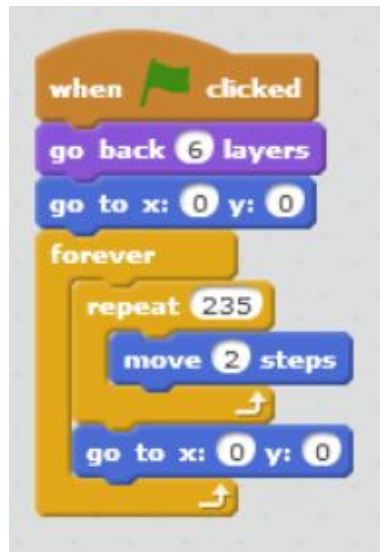 when clicked
go back 6 layers
go to x: 0 y: 0
forever
repeat 235
move 2 steps
go to x: 0 y: 0